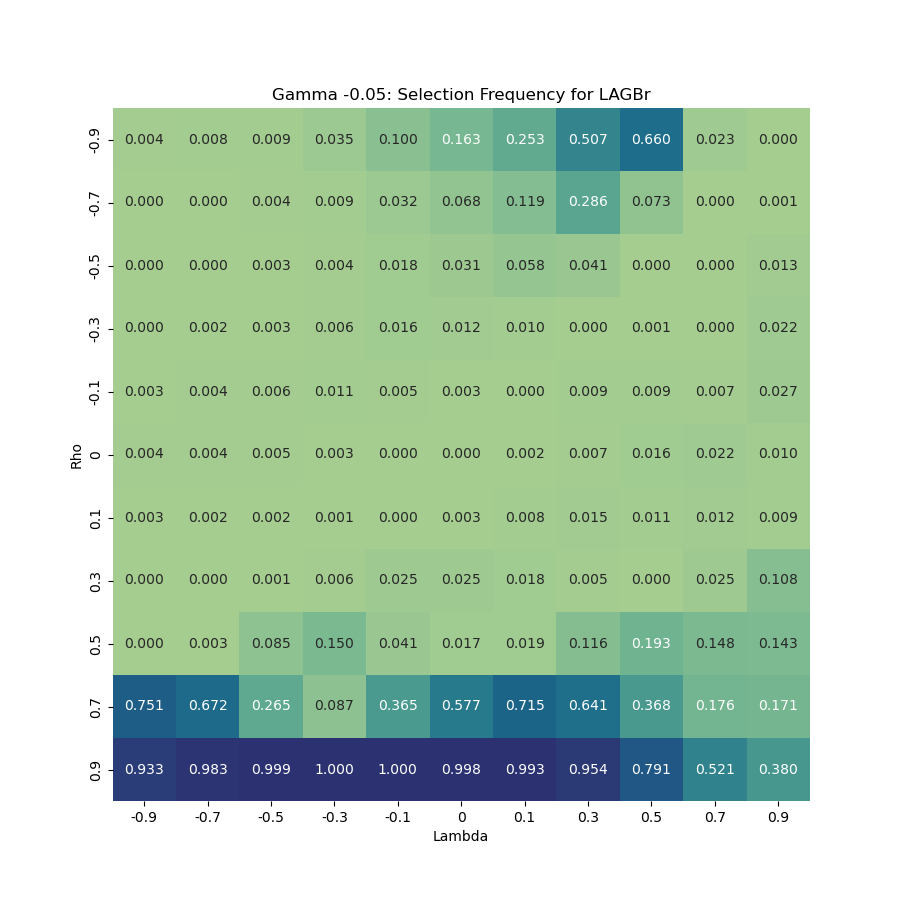 Gamma -0.05: Selection Frequency for LAGBr
Rho
-0.9 0.004 0.008 0.009 0.035 0.100 0.163 0.253 0.507 0.660 0.023 0.000
-0.7 0.000 0.000 0.004 0.009 0.032 0.068 0.119 0.286 0.073 0.000 0.001
-0.5 0.000 0.000 0.003 0.004 0.018 0.031 0.058 0.041 0.000 0.000 0.013
-0.3 0.000 0.002 0.003 0.006 0.016 0.012 0.010 0.000 0.001 0.000 0.022
-0.1 0.003 0.004 0.006 0.011 0.005 0.003 0.000 0.009 0.009 0.007 0.027
0 0.004 0.004 0.005 0.003 0.000 0.000 0.002 0.007 0.016 0.022 0.010
0.1 0.003 0.002 0.002 0.001 0.000 0.003 0.008 0.015 0.011 0.012 0.009
0.3 0.000 0.000 0.001 0.006 0.025 0.025 0.018 0.005 0.000 0.025 0.108
0.5 0.000 0.003 0.085 0.150 0.041 0.017 0.019 0.116 0.193 0.148 0.143
0.7 0.751 0.672 0.265 0.087 0.365 0.577 0.715 0.641 0.368 0.176 0.171
0.9 0.933 0.983 0.999 1.000 1.000 0.998 0.993 0.954 0.791 0.521 0.380
-0.9 -0.7 -0.5 -0.3 -0.1 0 0.1 0.3 0.5 0.7 0.9
Lambda